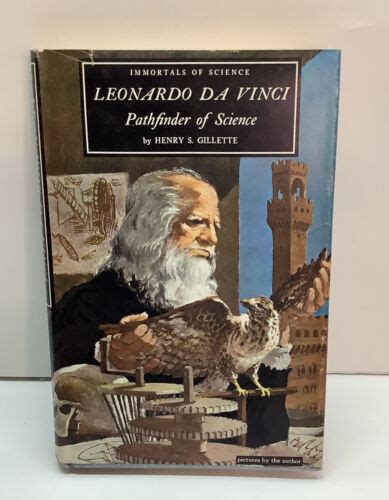 IMMORTALS OF SCIENCE
LEONARDO DA VINCI
Pathfinder of Science
by HENRY S. GILLETTE
pictures by the author